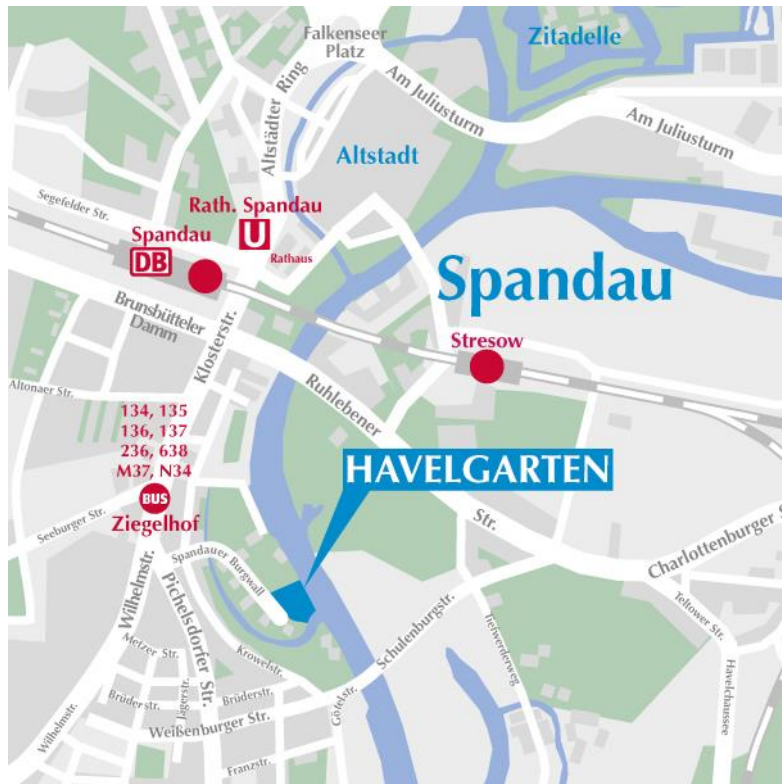 Falkenseer
Platz
Zitadelle
Am Juliusturm
Am Juliusturm
Altstädter Ring
Altstadt
Segefelder Str.
Rath. Spandau
U
Rathaus
Spandau
DB
Spandau
Brunsbütteler
Damm
Klosterstr.
Stresow
Altonaer Str.
Ruhlebener
Str.
134, 135
136, 137
236, 638
M37, N34
BUS
Ziegelhof
HAVELGARTEN
Seeburger Str.
Spandauer Burgwall
Charlottenburger S
Wilhelmstr.
Pichelsdorfer Str.
Schulenburgstr.
Tiefwerderweg
Teltower Str.
Havelchaussee
Metzer Str.
Krowelstr.
Brüderstr.
Brüderstr.
Jägerstr.
Götelstr.
Weißenburger Str.
Wilhelmstr.
Franzstr.